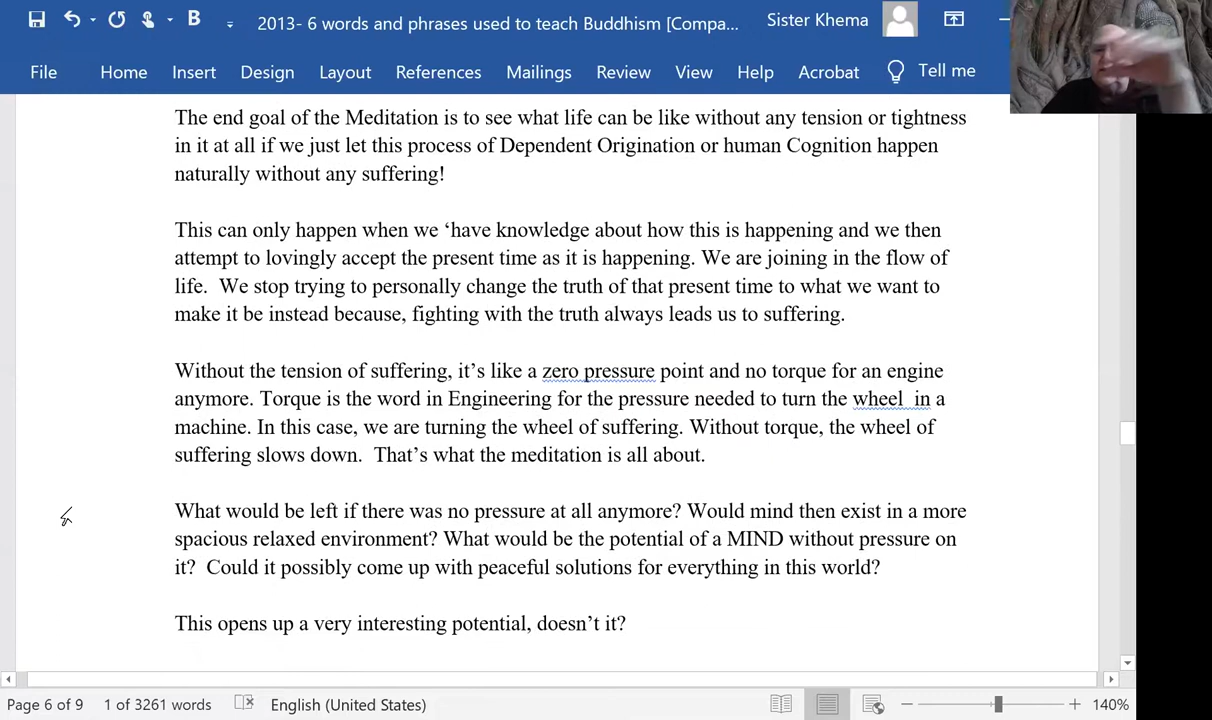 2013- 6 words and phrases used to teach Buddhism [Compa... Sister Khema
File Home Insert Design Layout References Mailings Review View Help Acrobat Tell me
The end goal of the Meditation is to see what life can be like without any tension or tightness
in it at all if we just let this process of Dependent Origination or human Cognition happen
naturally without any suffering!
This can only happen when we ‘have knowledge about how this is happening and we then
attempt to lovingly accept the present time as it is happening. We are joining in the flow of
life.  We stop trying to personally change the truth of that present time to what we want to
make it be instead because, fighting with the truth always leads us to suffering.
Without the tension of suffering, it’s like a zero pressure point and no torque for an engine
anymore. Torque is the word in Engineering for the pressure needed to turn the wheel  in a
machine. In this case, we are turning the wheel of suffering. Without torque, the wheel of
suffering slows down.  That’s what the meditation is all about.
What would be left if there was no pressure at all anymore? Would mind then exist in a more
spacious relaxed environment? What would be the potential of a MIND without pressure on
it?  Could it possibly come up with peaceful solutions for everything in this world?
This opens up a very interesting potential, doesn’t it?
Page 6 of 9 1 of 3261 words English (United States) 140%